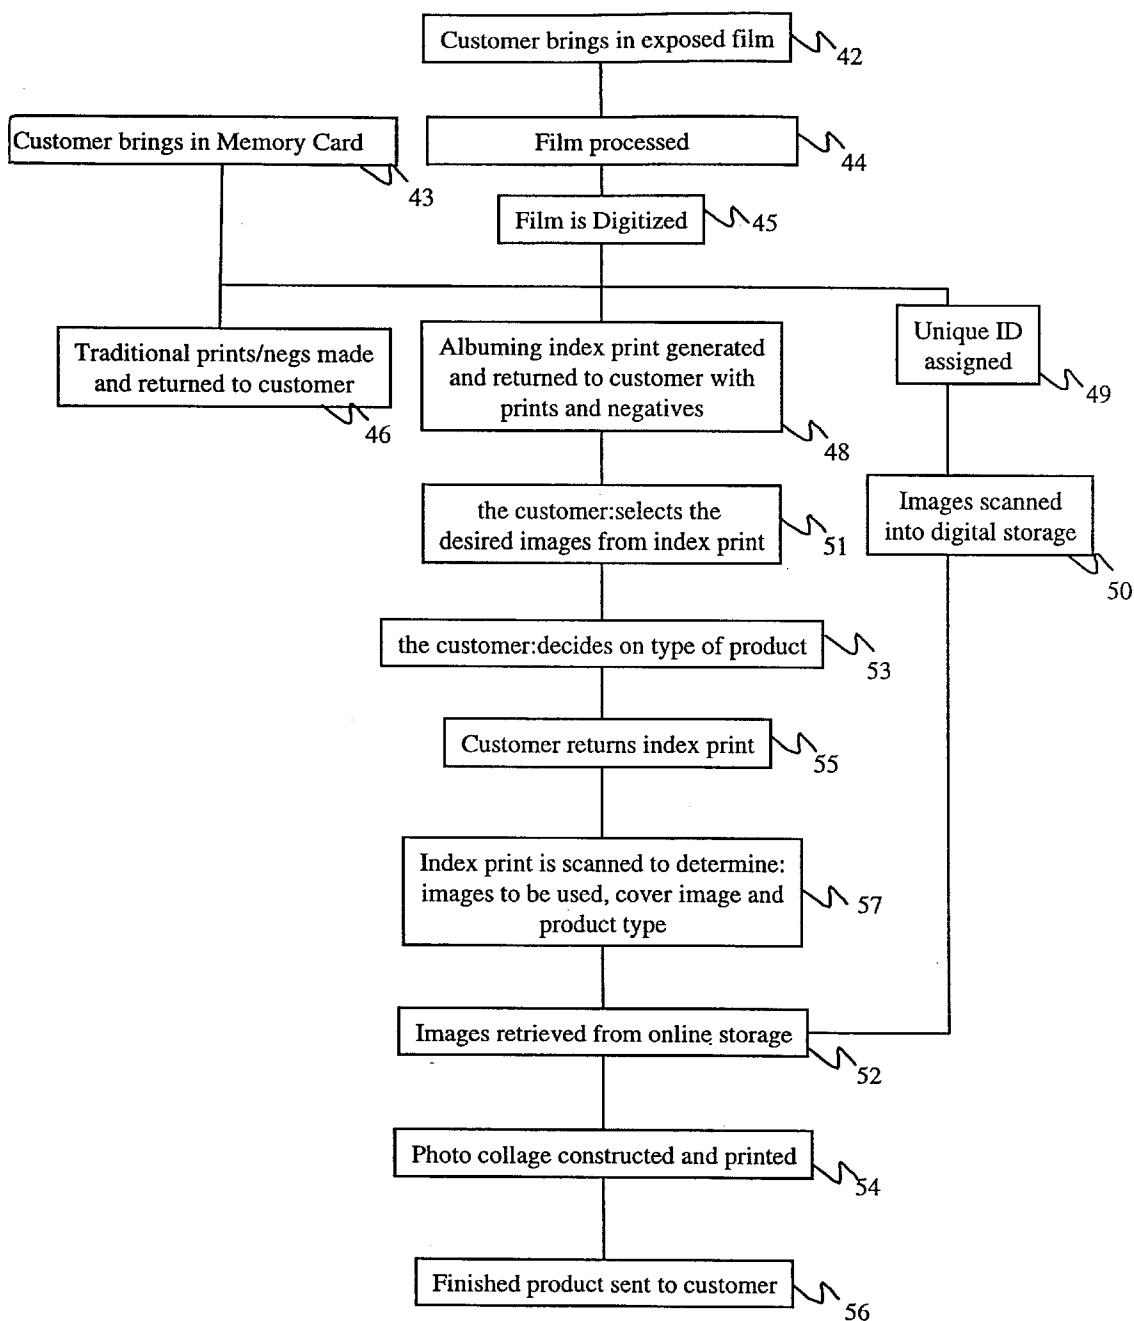 Customer brings in exposed film
42
Customer brings in Memory Card
43
Film processed
44
Film is Digitized
45
Traditional prints/negs made
and returned to customer
46
Albuming index print generated
and returned to customer with
prints and negatives
48
Unique ID
assigned
49
the customer:selects the
desired images from index print
51
Images scanned
into digital storage
50
the customer:decides on type of product
53
Customer returns index print
55
Index print is scanned to determine:
images to be used, cover image and
product type
57
Images retrieved from online storage
52
Photo collage constructed and printed
54
Finished product sent to customer
56